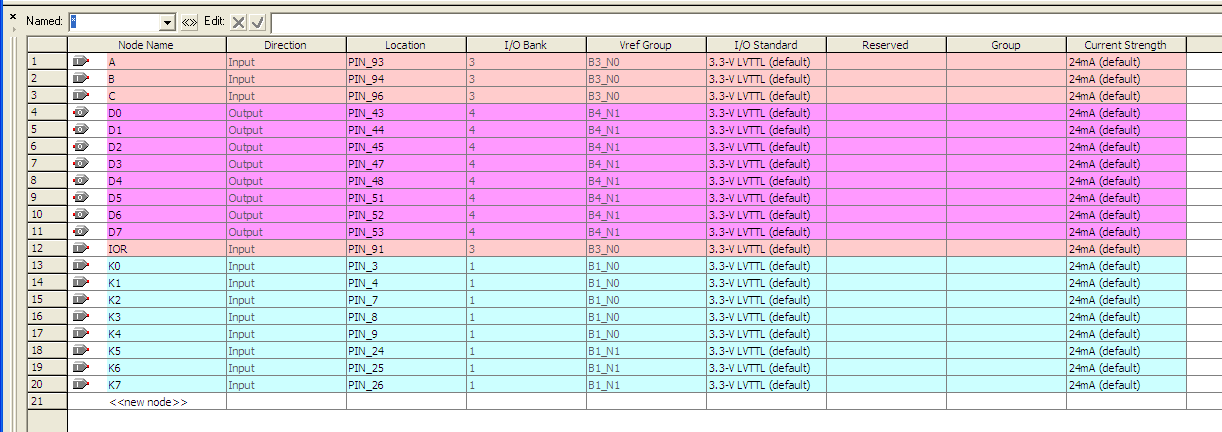 Named: * <<>> Edit:
Node Name Direction Location I/O Bank Vref Group I/O Standard Reserved Group Current Strength
1 A Input PIN_93 3 B3_N0 3.3-V LVTTL (default) 24mA (default)
2 B Input PIN_94 3 B3_N0 3.3-V LVTTL (default) 24mA (default)
3 C Input PIN_96 3 B3_N0 3.3-V LVTTL (default) 24mA (default)
4 D0 Output PIN_43 4 B4_N1 3.3-V LVTTL (default) 24mA (default)
5 D1 Output PIN_44 4 B4_N1 3.3-V LVTTL (default) 24mA (default)
6 D2 Output PIN_45 4 B4_N1 3.3-V LVTTL (default) 24mA (default)
7 D3 Output PIN_47 4 B4_N1 3.3-V LVTTL (default) 24mA (default)
8 D4 Output PIN_48 4 B4_N1 3.3-V LVTTL (default) 24mA (default)
9 D5 Output PIN_51 4 B4_N1 3.3-V LVTTL (default) 24mA (default)
10 D6 Output PIN_52 4 B4_N1 3.3-V LVTTL (default) 24mA (default)
11 D7 Output PIN_53 4 B4_N1 3.3-V LVTTL (default) 24mA (default)
12 IOR Input PIN_91 3 B3_N0 3.3-V LVTTL (default) 24mA (default)
13 K0 Input PIN_3 1 B1_N0 3.3-V LVTTL (default) 24mA (default)
14 K1 Input PIN_4 1 B1_N0 3.3-V LVTTL (default) 24mA (default)
15 K2 Input PIN_7 1 B1_N0 3.3-V LVTTL (default) 24mA (default)
16 K3 Input PIN_8 1 B1_N0 3.3-V LVTTL (default) 24mA (default)
17 K4 Input PIN_9 1 B1_N0 3.3-V LVTTL (default) 24mA (default)
18 K5 Input PIN_24 1 B1_N1 3.3-V LVTTL (default) 24mA (default)
19 K6 Input PIN_25 1 B1_N1 3.3-V LVTTL (default) 24mA (default)
20 K7 Input PIN_26 1 B1_N1 3.3-V LVTTL (default) 24mA (default)
21 <<new node>>